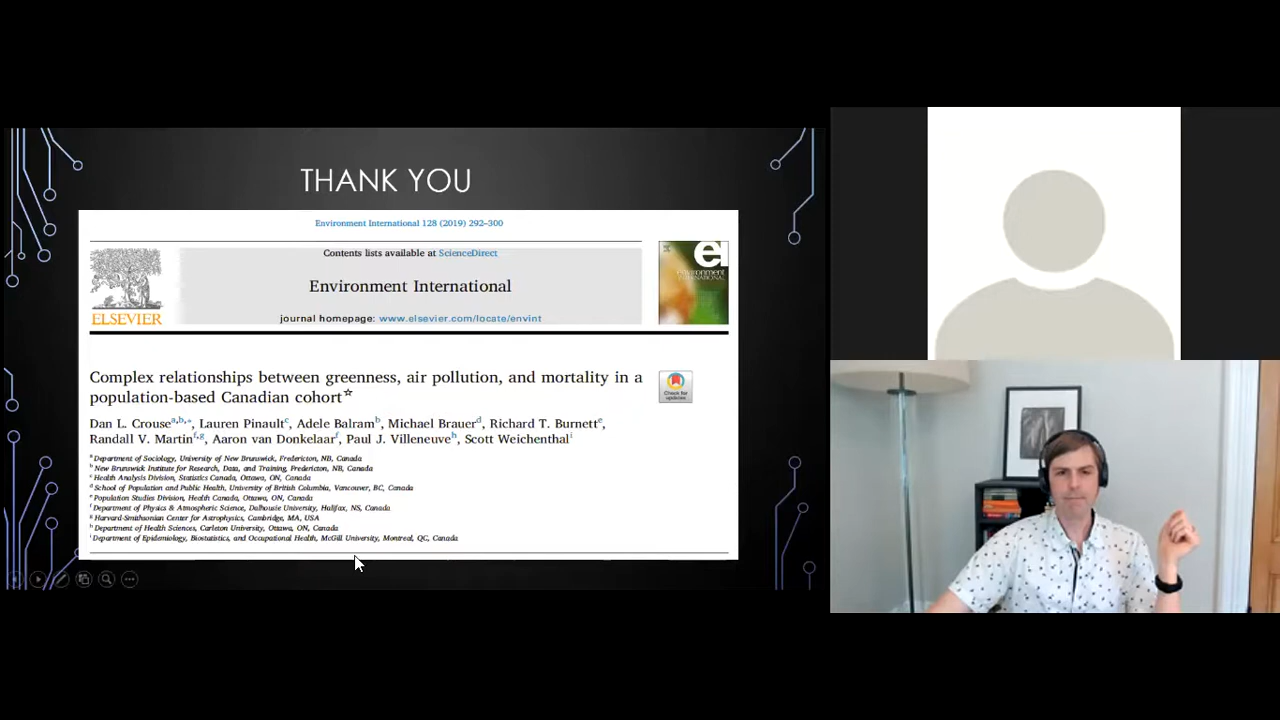 THANK YOU
Environment International 128 (2019) 292–300
Contents lists available at ScienceDirect
Environment International
journal homepage: www.elsevier.com/locate/envint
ELSEVIER
ei
environment
INTERNATIONAL
Complex relationships between greenness, air pollution, and mortality in a
population-based Canadian cohort☆
Check for
updates
Dan L. Crouse a,b,*, Lauren Pinault c, Adele Balram b, Michael Brauer d, Richard T. Burnett e,
Randall V. Martin f,g, Aaron van Donkelaar f, Paul J. Villeneuve h, Scott Weichenthal i
a Department of Sociology, University of New Brunswick, Fredericton, NB, Canada
b New Brunswick Institute for Research, Data, and Training, Fredericton, NB, Canada
c Health Analysis Division, Statistics Canada, Ottawa, ON, Canada
d School of Population and Public Health, University of British Columbia, Vancouver, BC, Canada
e Population Studies Division, Health Canada, Ottawa, ON, Canada
f Department of Physics & Atmospheric Science, Dalhousie University, Halifax, NS, Canada
g Harvard-Smithsonian Center for Astrophysics, Cambridge, MA, USA
h Department of Health Sciences, Carleton University, Ottawa, ON, Canada
i Department of Epidemiology, Biostatistics, and Occupational Health, McGill University, Montreal, QC, Canada